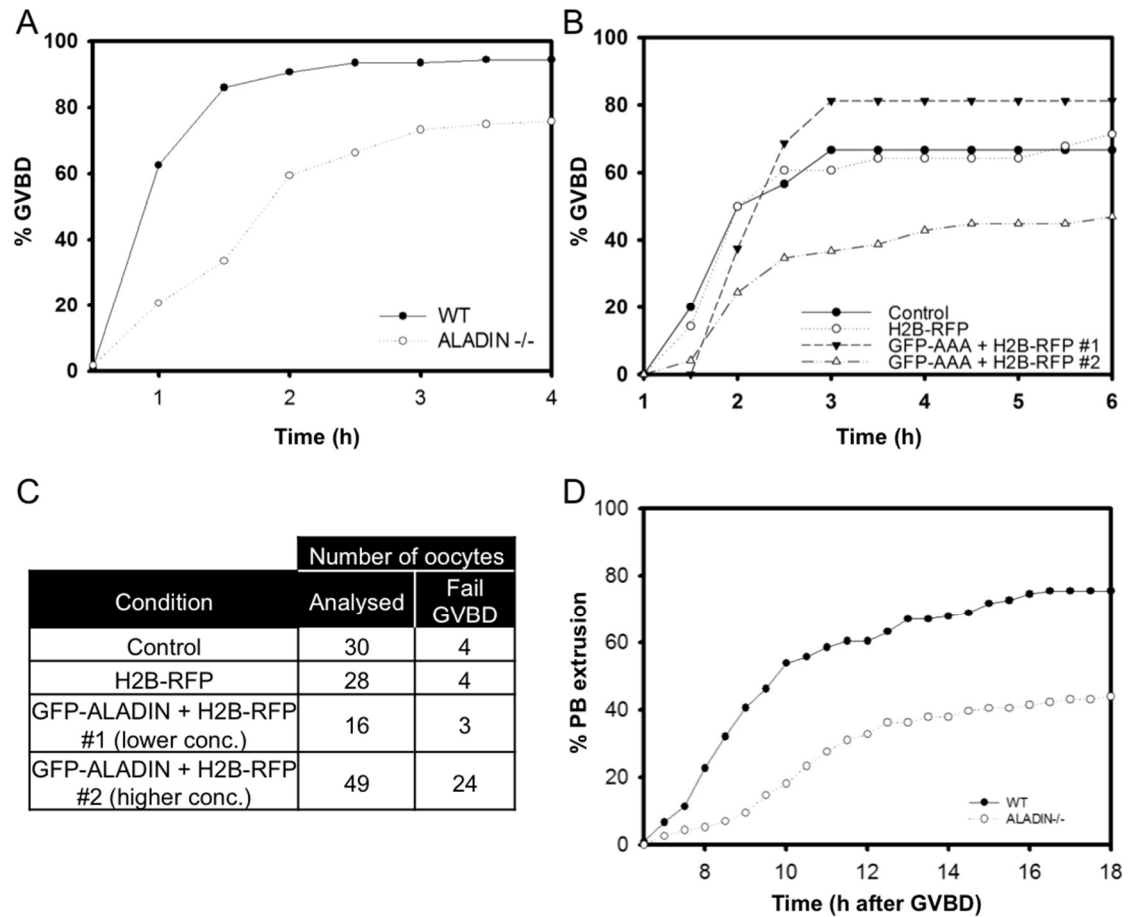 A
100
80
60
40
20
0
% GVBD
1 2 3 4
Time (h)
WT
ALADIN -/-
B
100
80
60
40
20
0
% GVBD
1 2 3 4 5 6
Time (h)
Control
H2B-RFP
GFP-AAA + H2B-RFP #1
GFP-AAA + H2B-RFP #2
C
Number of oocytes
Condition Analysed Fail
GVBD
Control 30 4
H2B-RFP 28 4
GFP-ALADIN + H2B-RFP
#1 (lower conc.) 16 3
GFP-ALADIN + H2B-RFP
#2 (higher conc.) 49 24
D
100
80
60
40
20
0
% PB extrusion
8 10 12 14 16 18
Time (h after GVBD)
WT
ALADIN-/-